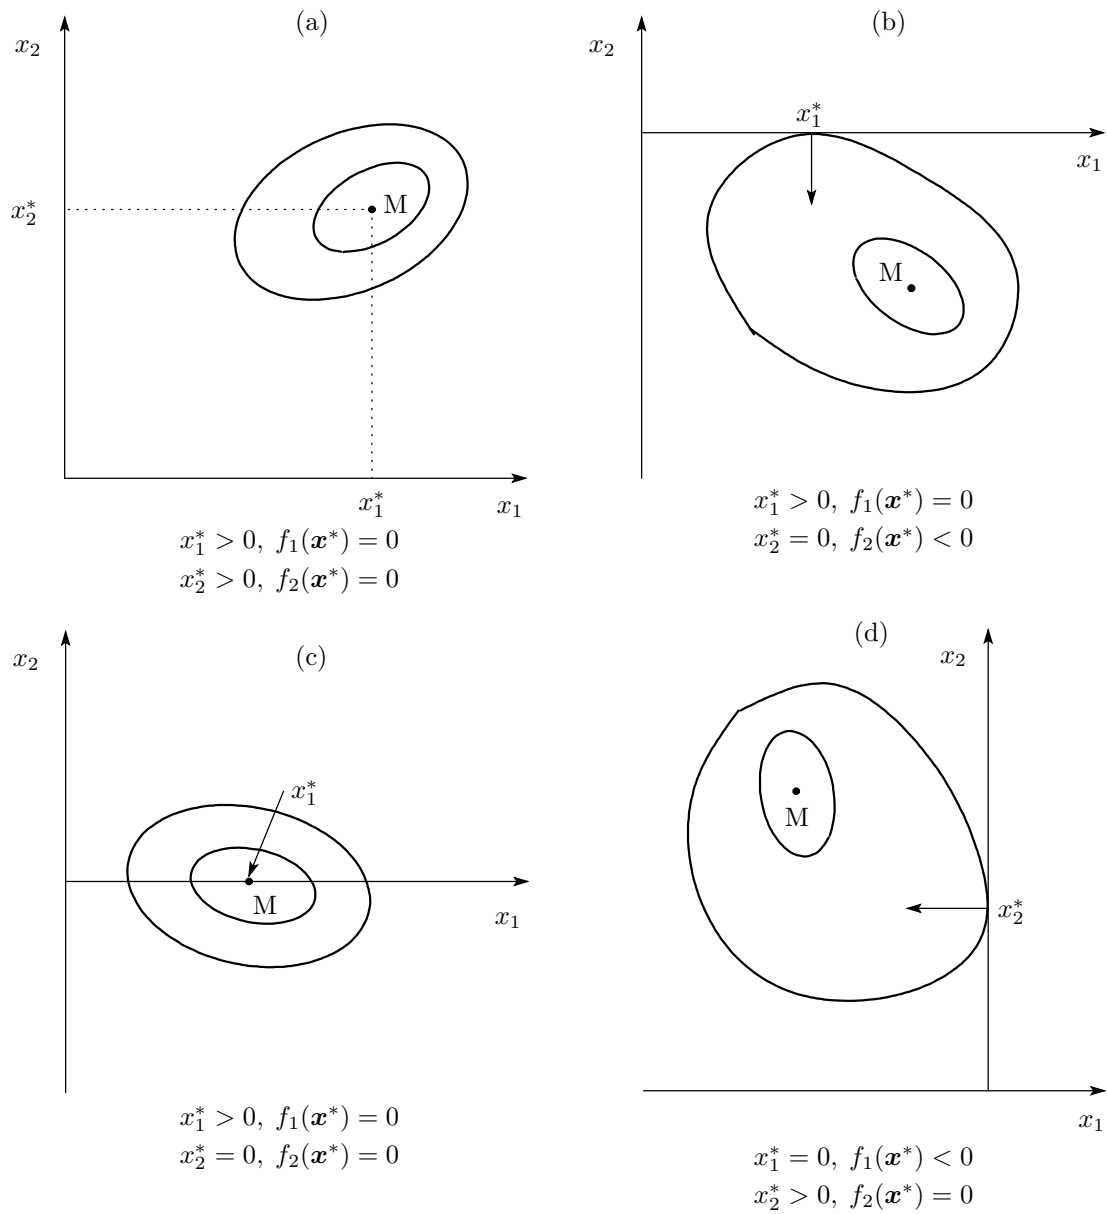 (a)
x₂
M
x₂*
x₁*
x₁
x₁* > 0, f₁(𝒙*) = 0
x₂* > 0, f₂(𝒙*) = 0
(b)
x₂
x₁*
x₁
M
x₁* > 0, f₁(𝒙*) = 0
x₂* = 0, f₂(𝒙*) < 0
(c)
x₂
x₁*
M
x₁
x₁* > 0, f₁(𝒙*) = 0
x₂* = 0, f₂(𝒙*) = 0
(d)
x₂
M
x₂*
x₁
x₁* = 0, f₁(𝒙*) < 0
x₂* > 0, f₂(𝒙*) = 0